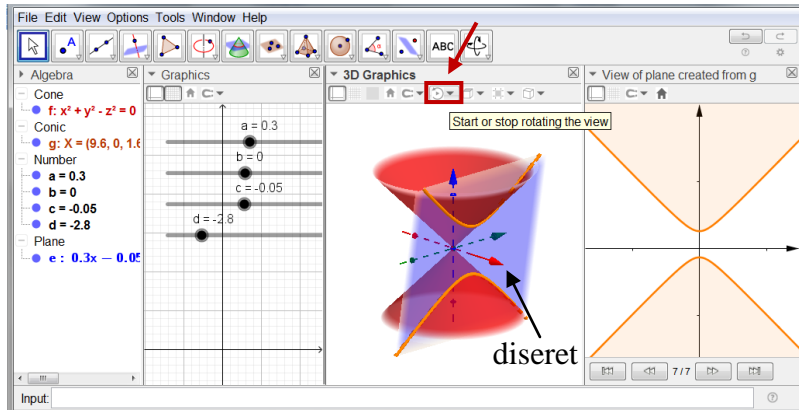 File Edit View Options Tools Window Help
ABC
Algebra
Graphics
3D Graphics
View of plane created from g
Start or stop rotating the view
Cone
f: x² + y² - z² = 0
Conic
g: X = (9.6, 0, 1.6
Number
a = 0.3
b = 0
c = -0.05
d = -2.8
Plane
e : 0.3x − 0.05
a = 0.3
b = 0
c = -0.05
d = -2.8
diseret
7 / 7
Input: